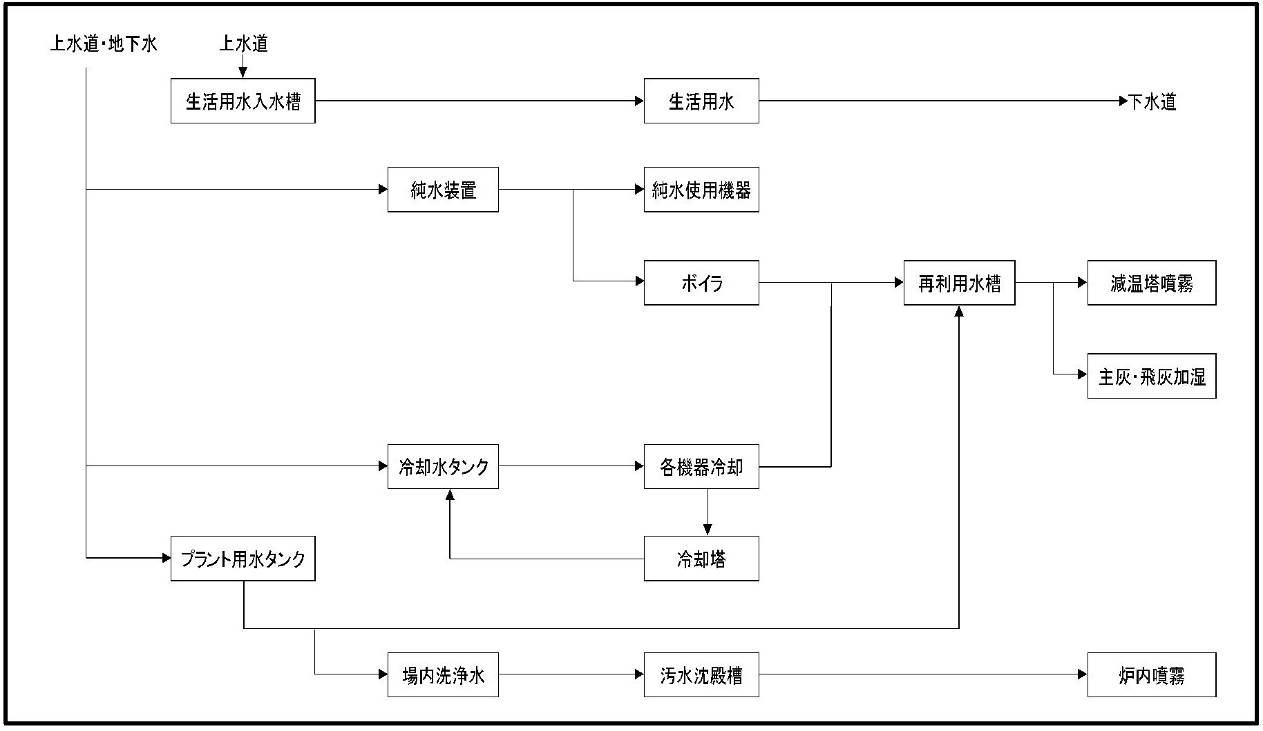 上水道・地下水
上水道
生活用水入水槽
生活用水
下水道
純水装置
純水使用機器
ボイラ
再利用水槽
減温塔噴霧
主灰・飛灰加湿
冷却水タンク
各機器冷却
プラント用水タンク
冷却塔
場内洗浄水
汚水沈殿槽
炉内噴霧